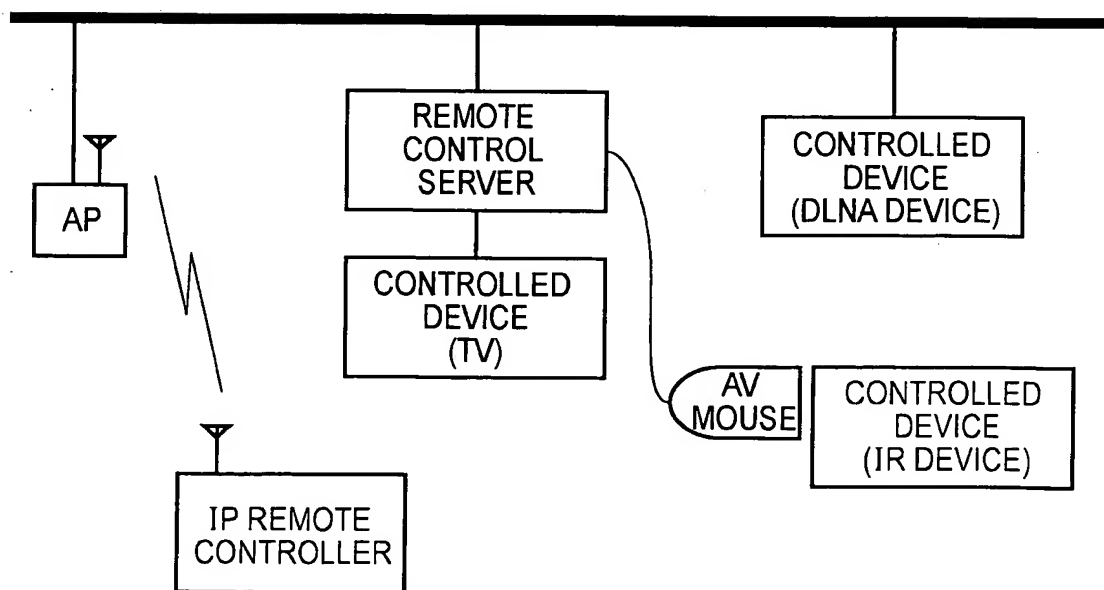 REMOTE
CONTROL
SERVER
CONTROLLED
DEVICE
(DLNA DEVICE)
AP
CONTROLLED
DEVICE
(TV)
AV
MOUSE
CONTROLLED
DEVICE
(IR DEVICE)
IP REMOTE
CONTROLLER